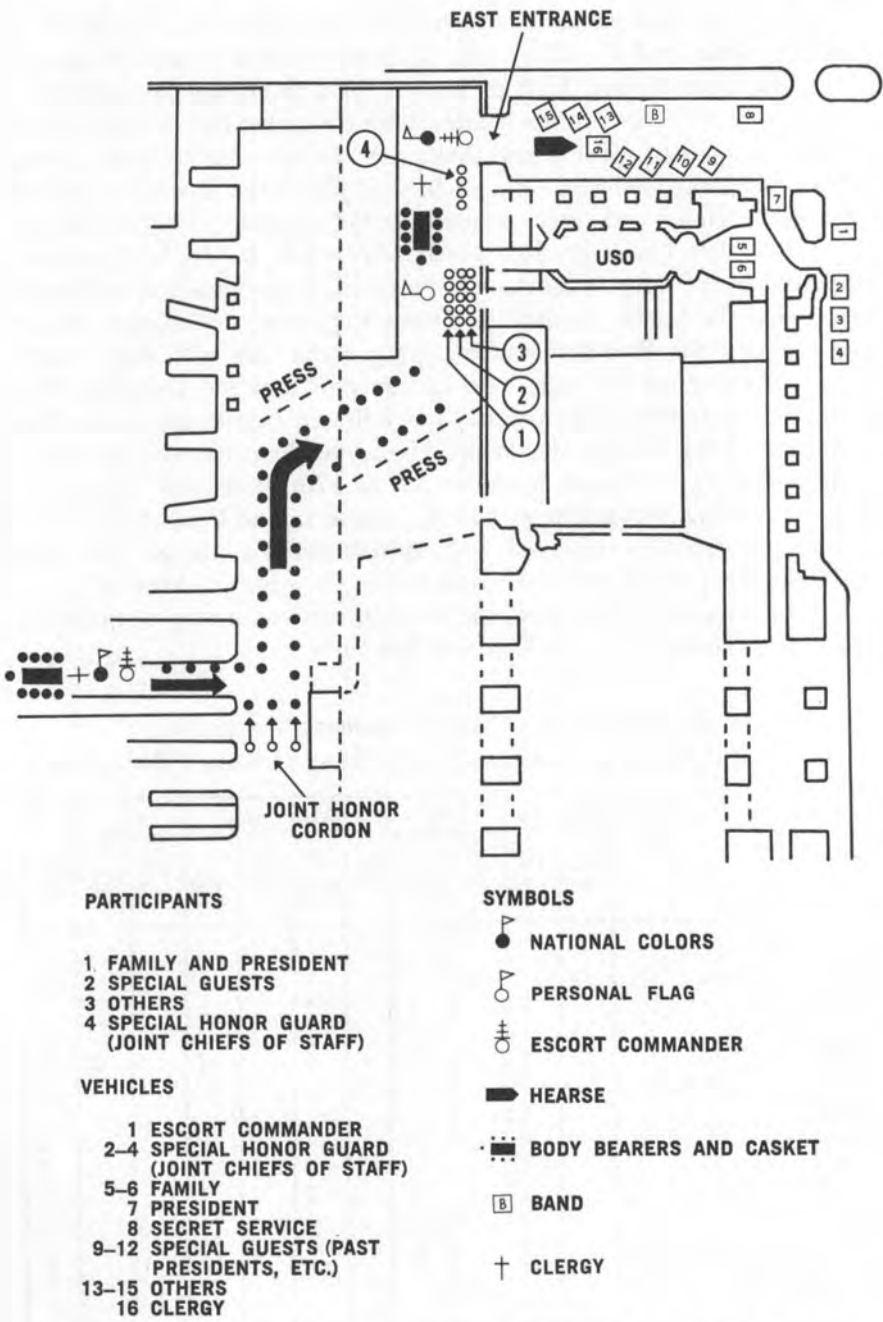 EAST ENTRANCE
15
14
13
B
8
16
12
11
10
9
4
7
1
USO
5
6
2
3
4
3
2
1
PRESS
PRESS
JOINT HONOR
CORDON
PARTICIPANTS
1 FAMILY AND PRESIDENT
2 SPECIAL GUESTS
3 OTHERS
4 SPECIAL HONOR GUARD
(JOINT CHIEFS OF STAFF)
VEHICLES
1 ESCORT COMMANDER
2–4 SPECIAL HONOR GUARD
(JOINT CHIEFS OF STAFF)
5–6 FAMILY
7 PRESIDENT
8 SECRET SERVICE
9–12 SPECIAL GUESTS (PAST
PRESIDENTS, ETC.)
13–15 OTHERS
16 CLERGY
SYMBOLS
NATIONAL COLORS
PERSONAL FLAG
ESCORT COMMANDER
HEARSE
BODY BEARERS AND CASKET
B BAND
CLERGY